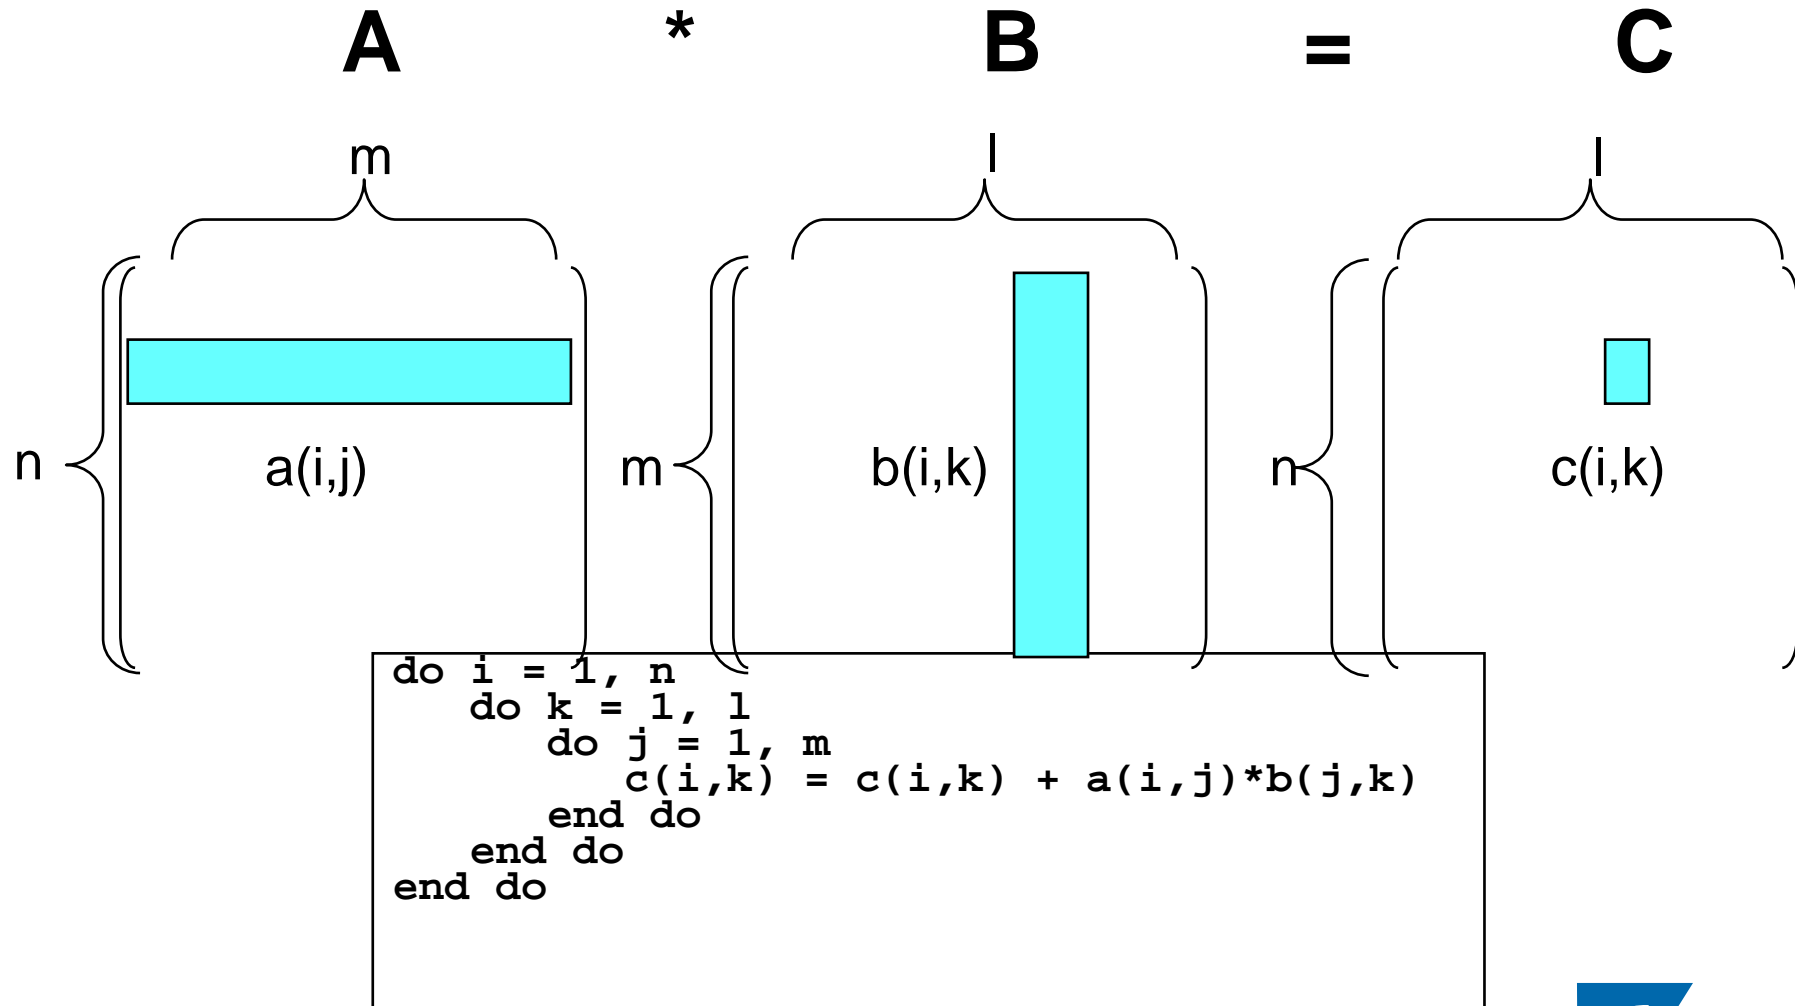 A * B = C
m l l
n a(i,j) m b(i,k) n c(i,k)
do i = 1, n
do k = 1, l
do j = 1, m
c(i,k) = c(i,k) + a(i,j)*b(j,k)
end do
end do
end do